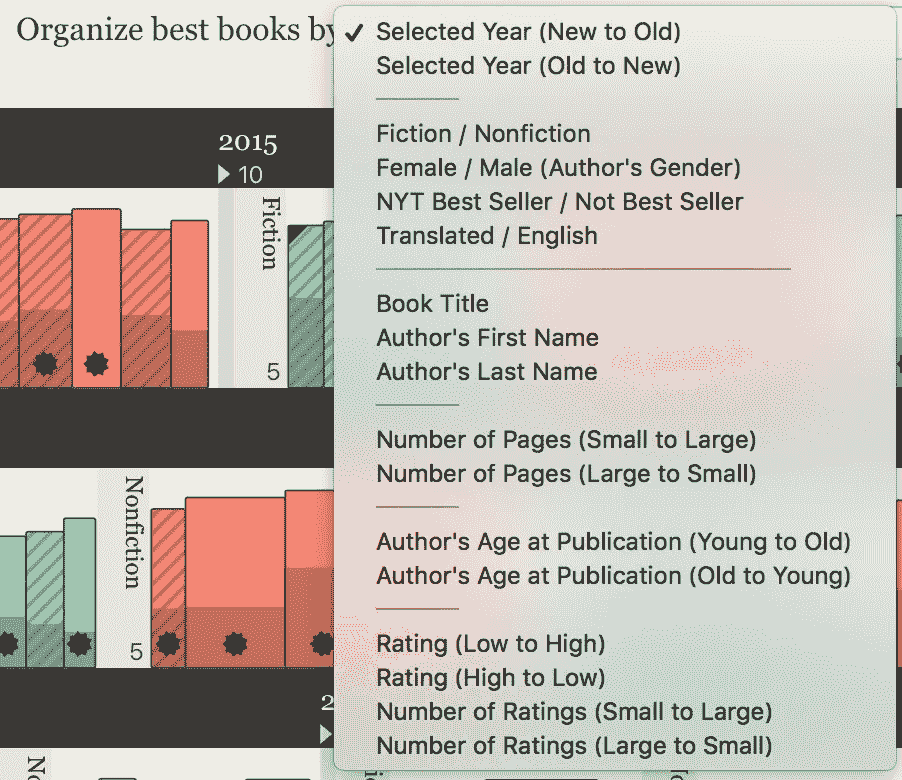 Organize best books by
✓ Selected Year (New to Old)
Selected Year (Old to New)
Fiction / Nonfiction
Female / Male (Author's Gender)
NYT Best Seller / Not Best Seller
Translated / English
Book Title
Author's First Name
Author's Last Name
Number of Pages (Small to Large)
Number of Pages (Large to Small)
Author's Age at Publication (Young to Old)
Author's Age at Publication (Old to Young)
Rating (Low to High)
Rating (High to Low)
Number of Ratings (Small to Large)
Number of Ratings (Large to Small)
2015
10
Fiction
5
Nonfiction
5
2